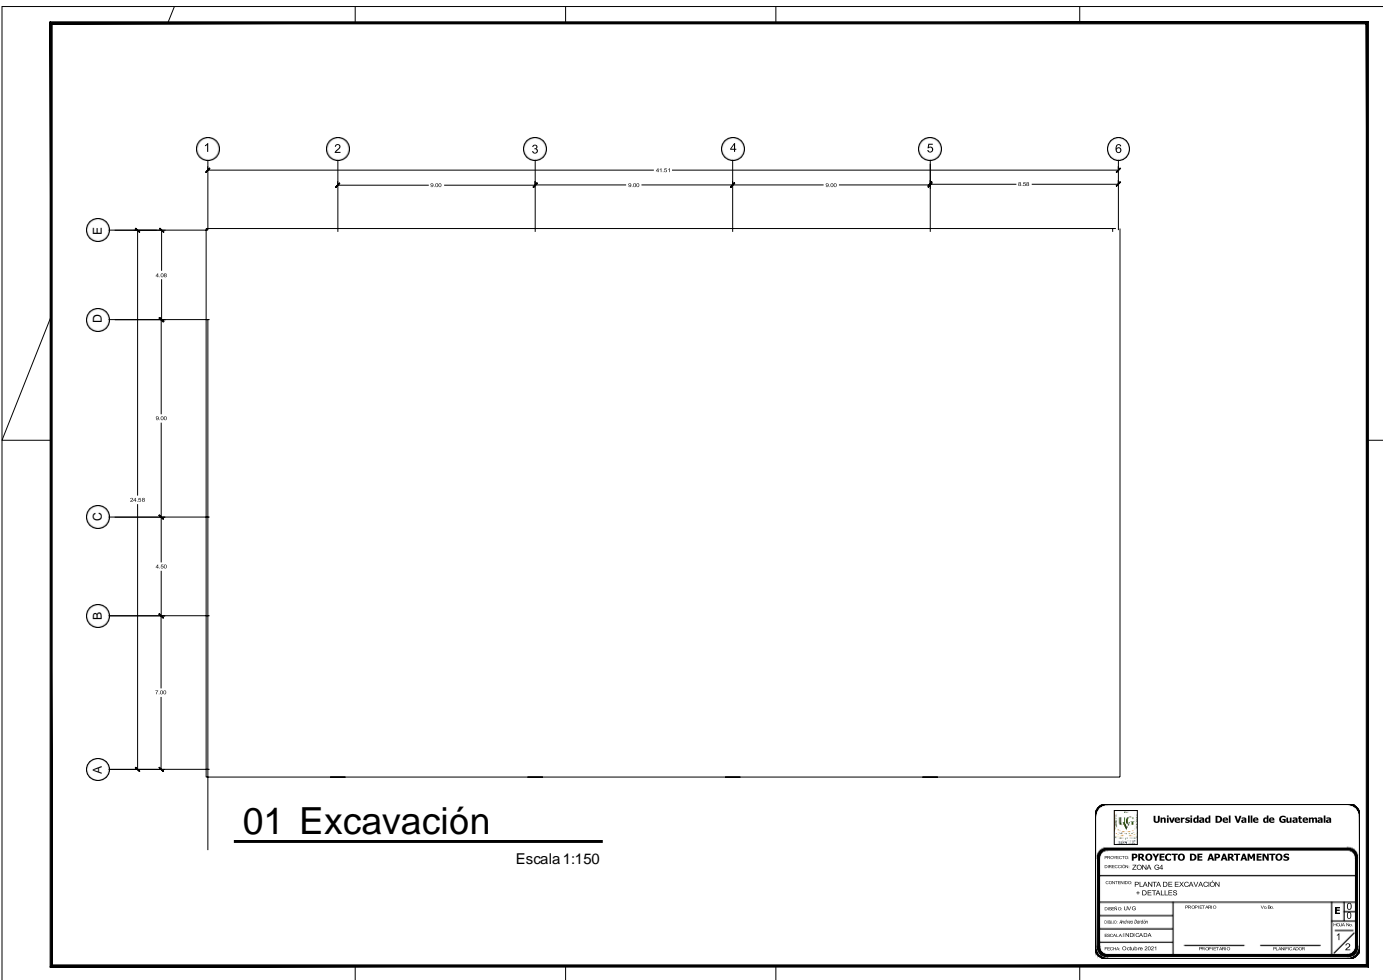 1 2 3 4 5 6
41.51
9.00 9.00 9.00 8.58
E
4.08
D
9.00
24.58
C
4.50
B
7.00
A
01 Excavación
Escala 1:150
UVG
Universidad Del Valle de Guatemala
PROYECTO: PROYECTO DE APARTAMENTOS
DIRECCIÓN: ZONA G4
CONTENIDO: PLANTA DE EXCAVACIÓN
+ DETALLES
DISEÑO: UVG PROPIETARIO Vo.Bo. E 0
0
DIBUJO: Andrea Dardón HOJA No.
ESCALA: INDICADA 1
FECHA: Octubre 2021 PROPIETARIO PLANIFICADOR 2